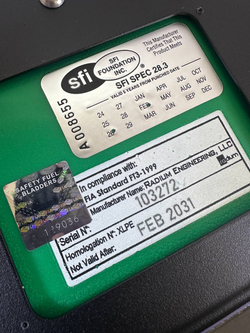 sfi
SFI
FOUNDATION
INC.
This Manufacturer
Certifies That This
Product Meets
SFI SPEC 28.3
VALID 5 YEARS FROM PUNCHED DATE
A008655
24 JAN APR JUL OCT
27 FEB MAY AUG NOV
25 28 MAR JUN SEP DEC
26 29
SAFETY FUEL
BLADDERS
119036
In compliance with:
FIA Standard FT3-1999
Manufacturer Name: RADIUM ENGINEERING, LLC
Serial N°: 103272
Homologation N°: XLPE
Not Valid After: FEB 2031